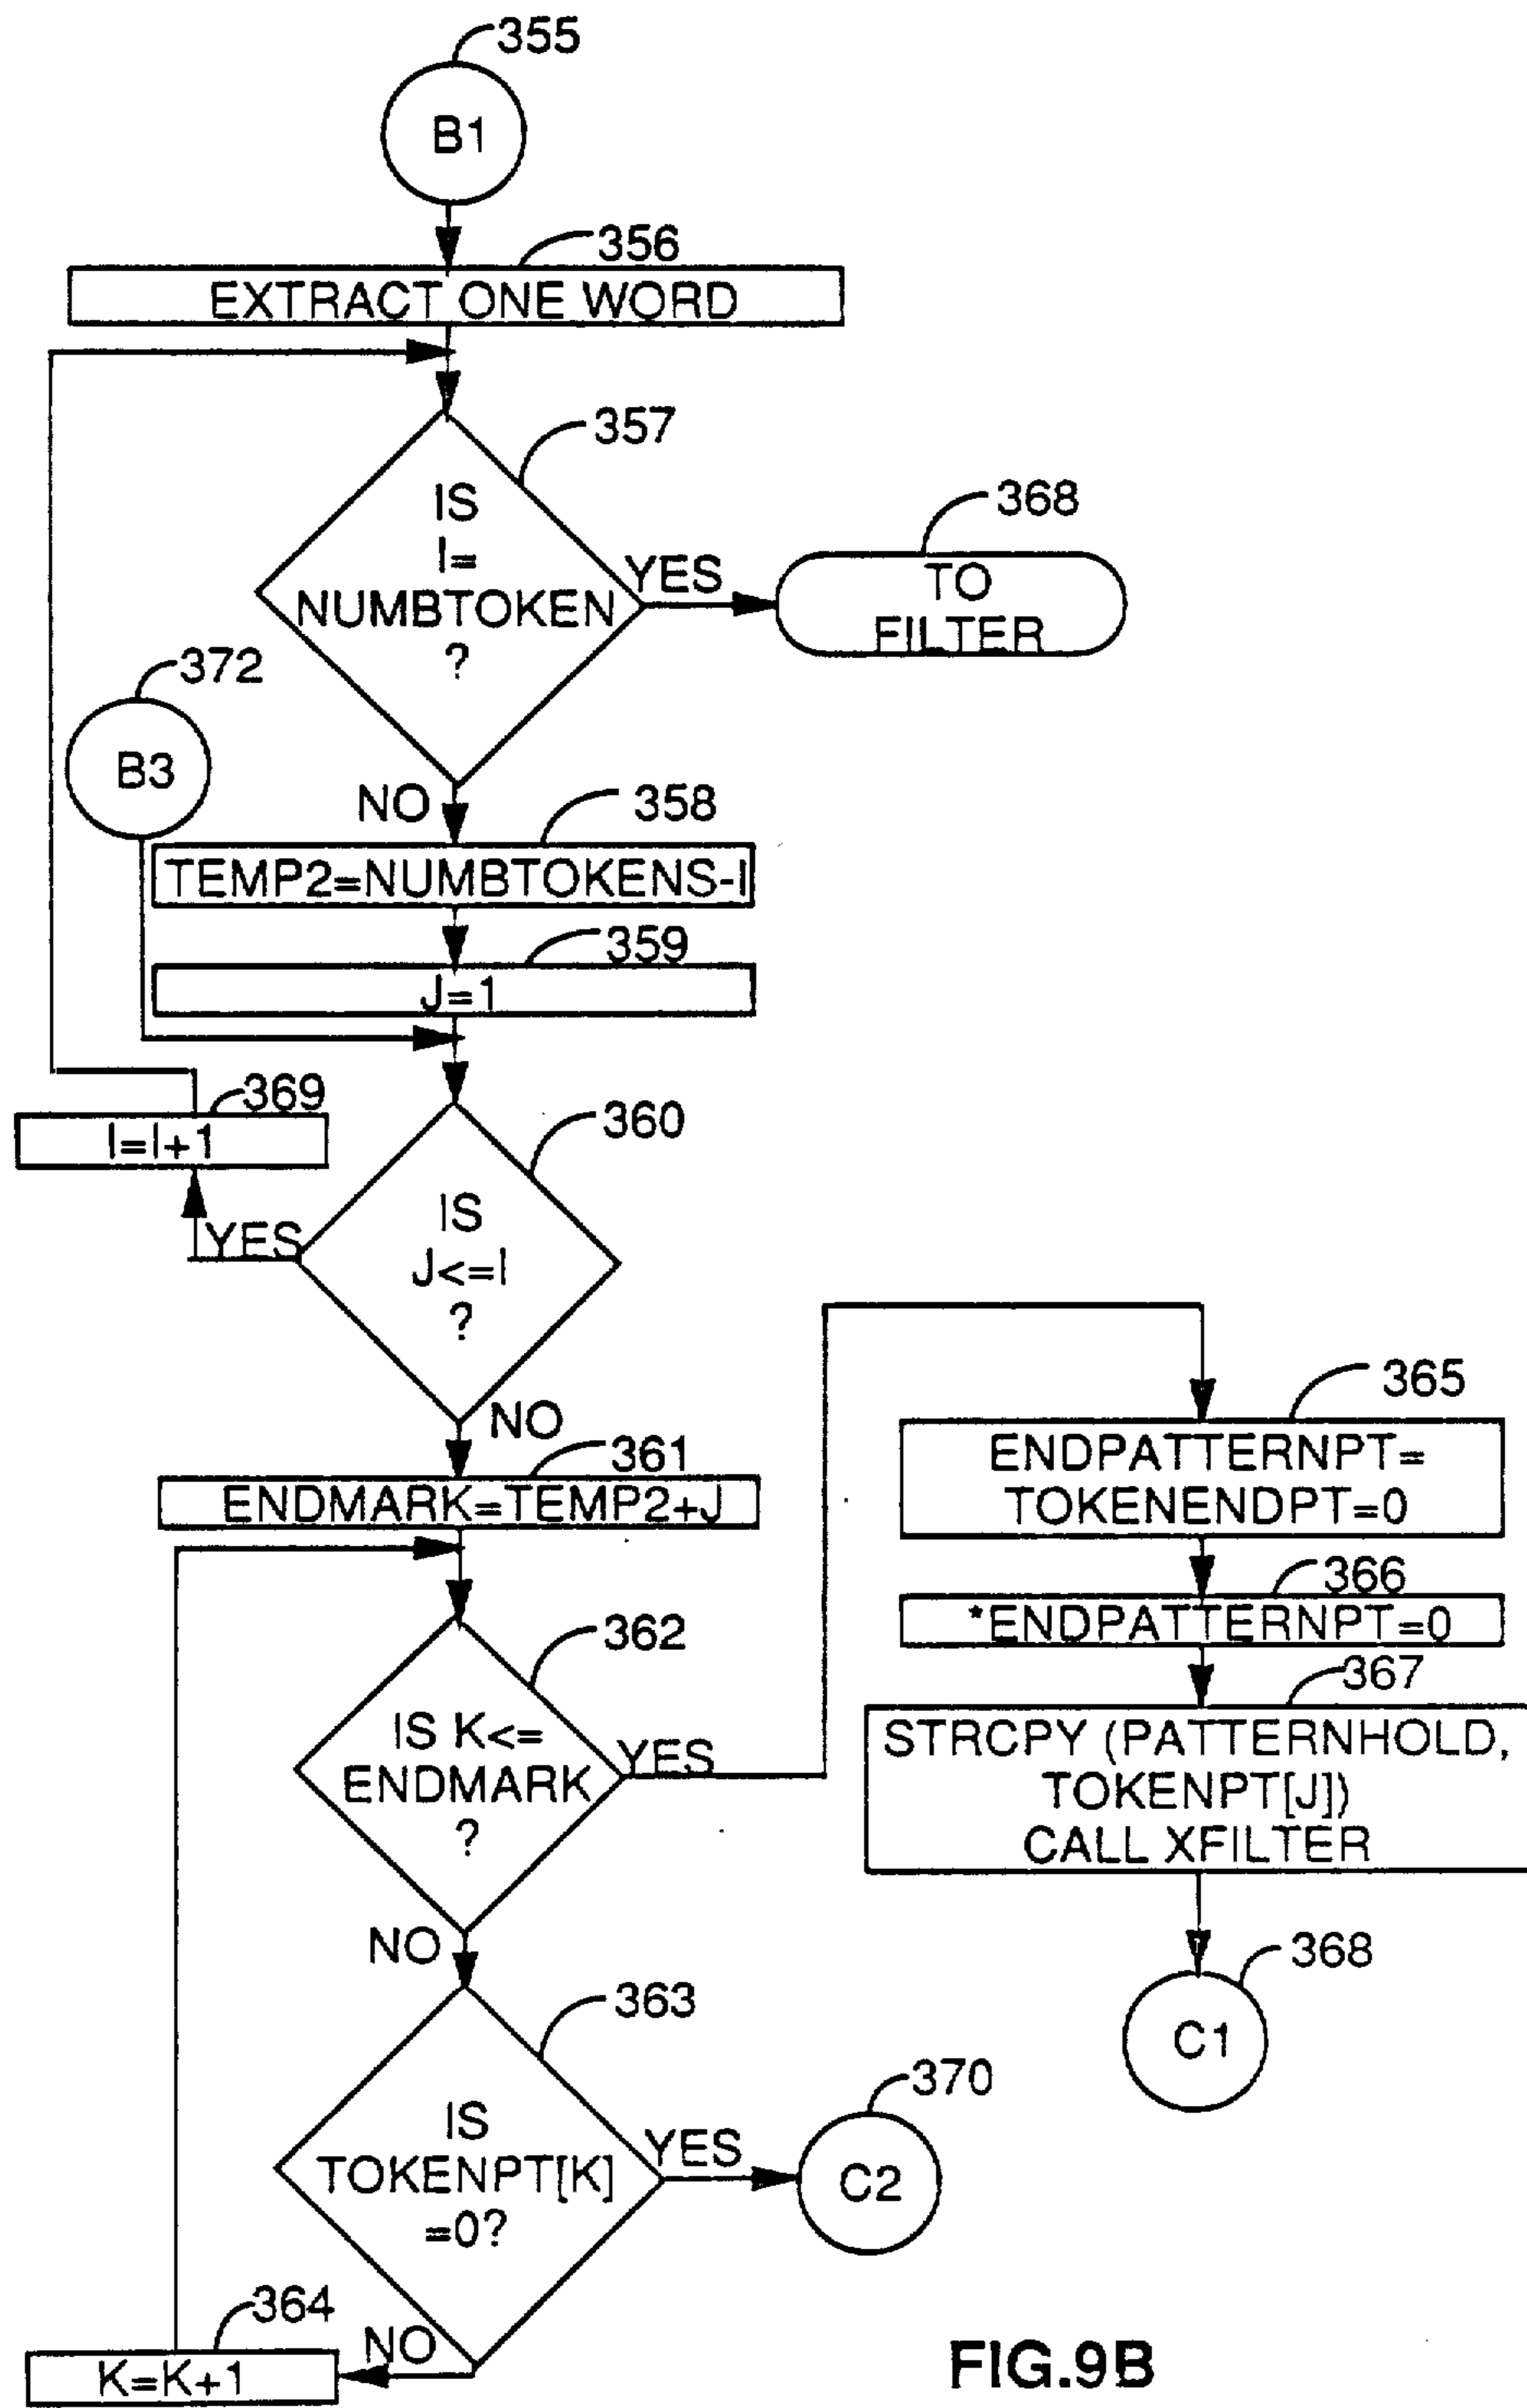 355
B1
356
EXTRACT ONE WORD
357
IS
I=
NUMBTOKEN
?
YES
368
TO
FILTER
372
B3
NO
358
TEMP2=NUMBTOKENS-I
359
J=1
369
I=I+1
360
IS
J<=I
?
YES
NO
361
ENDMARK=TEMP2+J
362
IS K<=
ENDMARK
?
YES
365
ENDPATTERNPT=
TOKENENDPT=0
366
*ENDPATTERNPT=0
367
STRCPY (PATTERNHOLD,
TOKENPT[J])
CALL XFILTER
368
C1
NO
363
IS
TOKENPT[K]
=0?
YES
370
C2
364
NO
K=K+1
FIG.9B